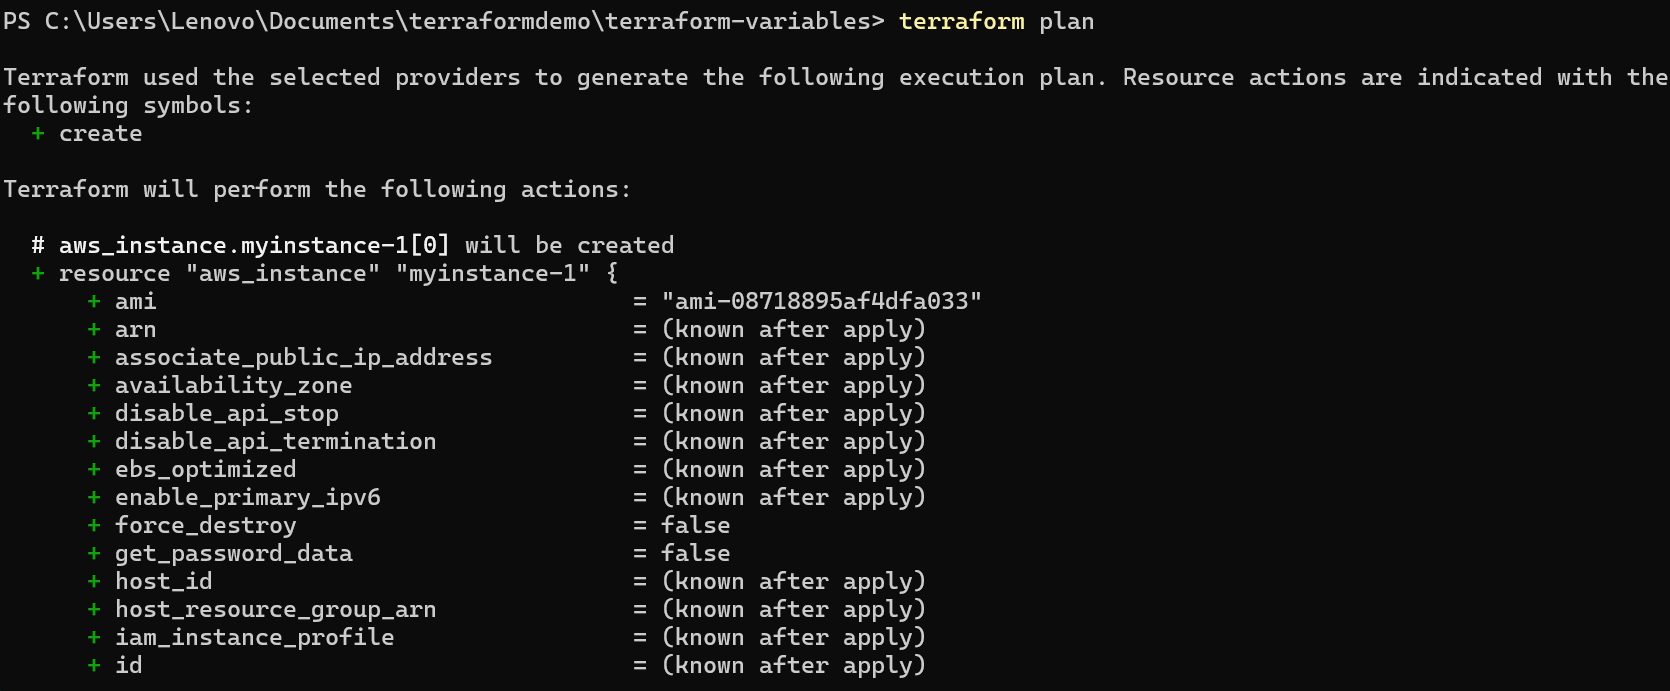 PS C:\Users\Lenovo\Documents\terraformdemo\terraform-variables> terraform plan
Terraform used the selected providers to generate the following execution plan. Resource actions are indicated with the
following symbols:
  + create
Terraform will perform the following actions:
  # aws_instance.myinstance-1[0] will be created
  + resource "aws_instance" "myinstance-1" {
      + ami                                  = "ami-08718895af4dfa033"
      + arn                                  = (known after apply)
      + associate_public_ip_address          = (known after apply)
      + availability_zone                    = (known after apply)
      + disable_api_stop                     = (known after apply)
      + disable_api_termination              = (known after apply)
      + ebs_optimized                        = (known after apply)
      + enable_primary_ipv6                  = (known after apply)
      + force_destroy                        = false
      + get_password_data                    = false
      + host_id                              = (known after apply)
      + host_resource_group_arn              = (known after apply)
      + iam_instance_profile                 = (known after apply)
      + id                                   = (known after apply)